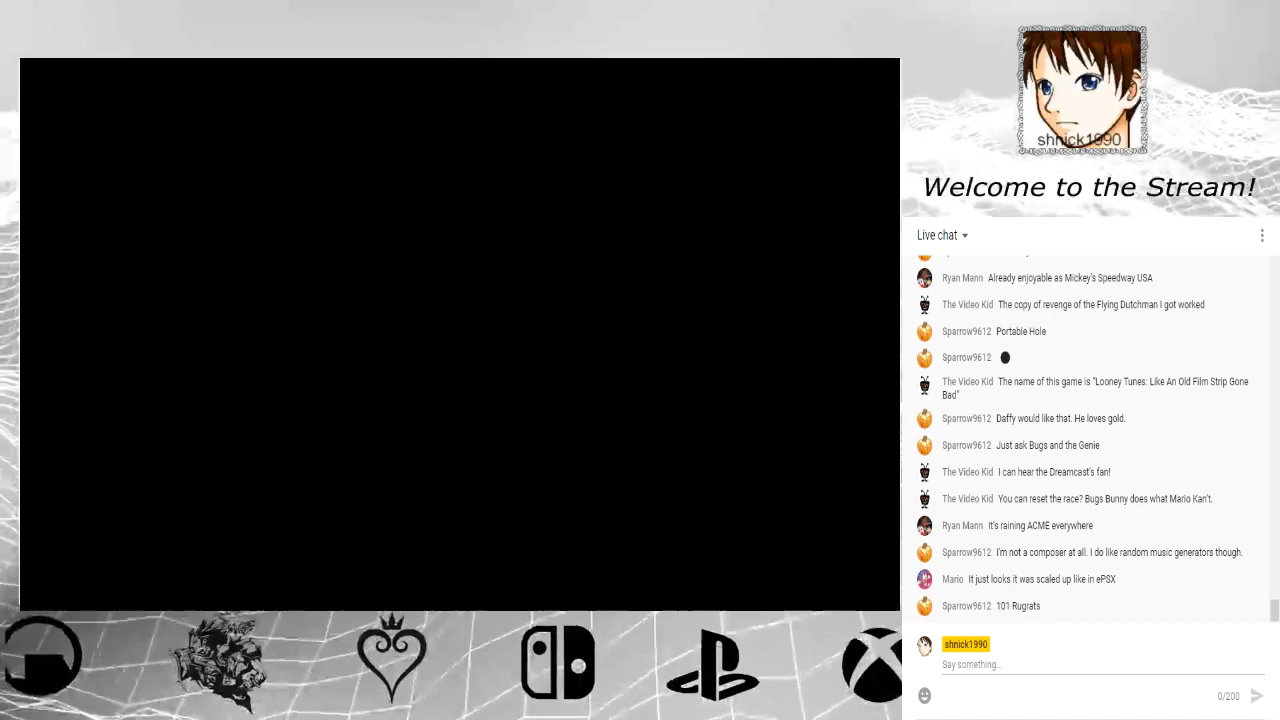 shnick1990
Welcome to the Stream!
Live chat
Ryan Mann Already enjoyable as Mickey's Speedway USA
The Video Kid The copy of revenge of the Flying Dutchman I got worked
Sparrow9612 Portable Hole
Sparrow9612
The Video Kid The name of this game is "Looney Tunes: Like An Old Film Strip Gone
Bad"
Sparrow9612 Daffy would like that. He loves gold.
Sparrow9612 Just ask Bugs and the Genie
The Video Kid I can hear the Dreamcast's fan!
The Video Kid You can reset the race? Bugs Bunny does what Mario Kan't.
Ryan Mann It's raining ACME everywhere
Sparrow9612 I'm not a composer at all. I do like random music generators though.
Mario It just looks it was scaled up like in ePSX
Sparrow9612 101 Rugrats
shnick1990
Say something...
0/200